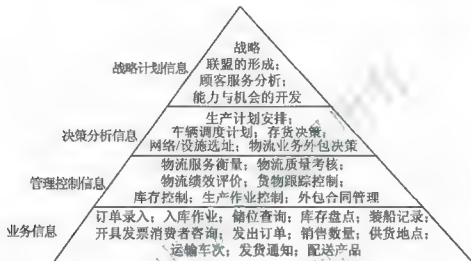 战略
联盟的形成；
战略计划信息
顾客服务分析；
能力与机会的开发
生产计划安排；
决策分析信息
车辆调度计划；存货决策；
网络/设施选址；物流业务外包决策
物流服务衡量；物流质量考核；
管理控制信息
物流绩效评价；货物跟踪控制；
库存控制；生产作业控制；外包合同管理
订单录入；入库作业；储位查询；库存盘点；装船记录；
业务信息
开具发票消费者咨询；发出订单；销售数量；供货地点；
运输车次；发货通知；配送产品